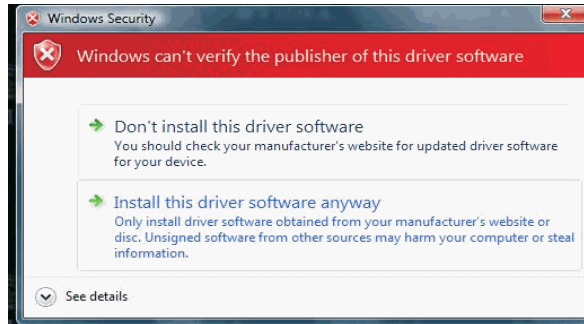 Windows Security
Windows can't verify the publisher of this driver software
Don't install this driver software
You should check your manufacturer's website for updated driver software
for your device.
Install this driver software anyway
Only install driver software obtained from your manufacturer's website or
disc. Unsigned software from other sources may harm your computer or steal
information.
See details